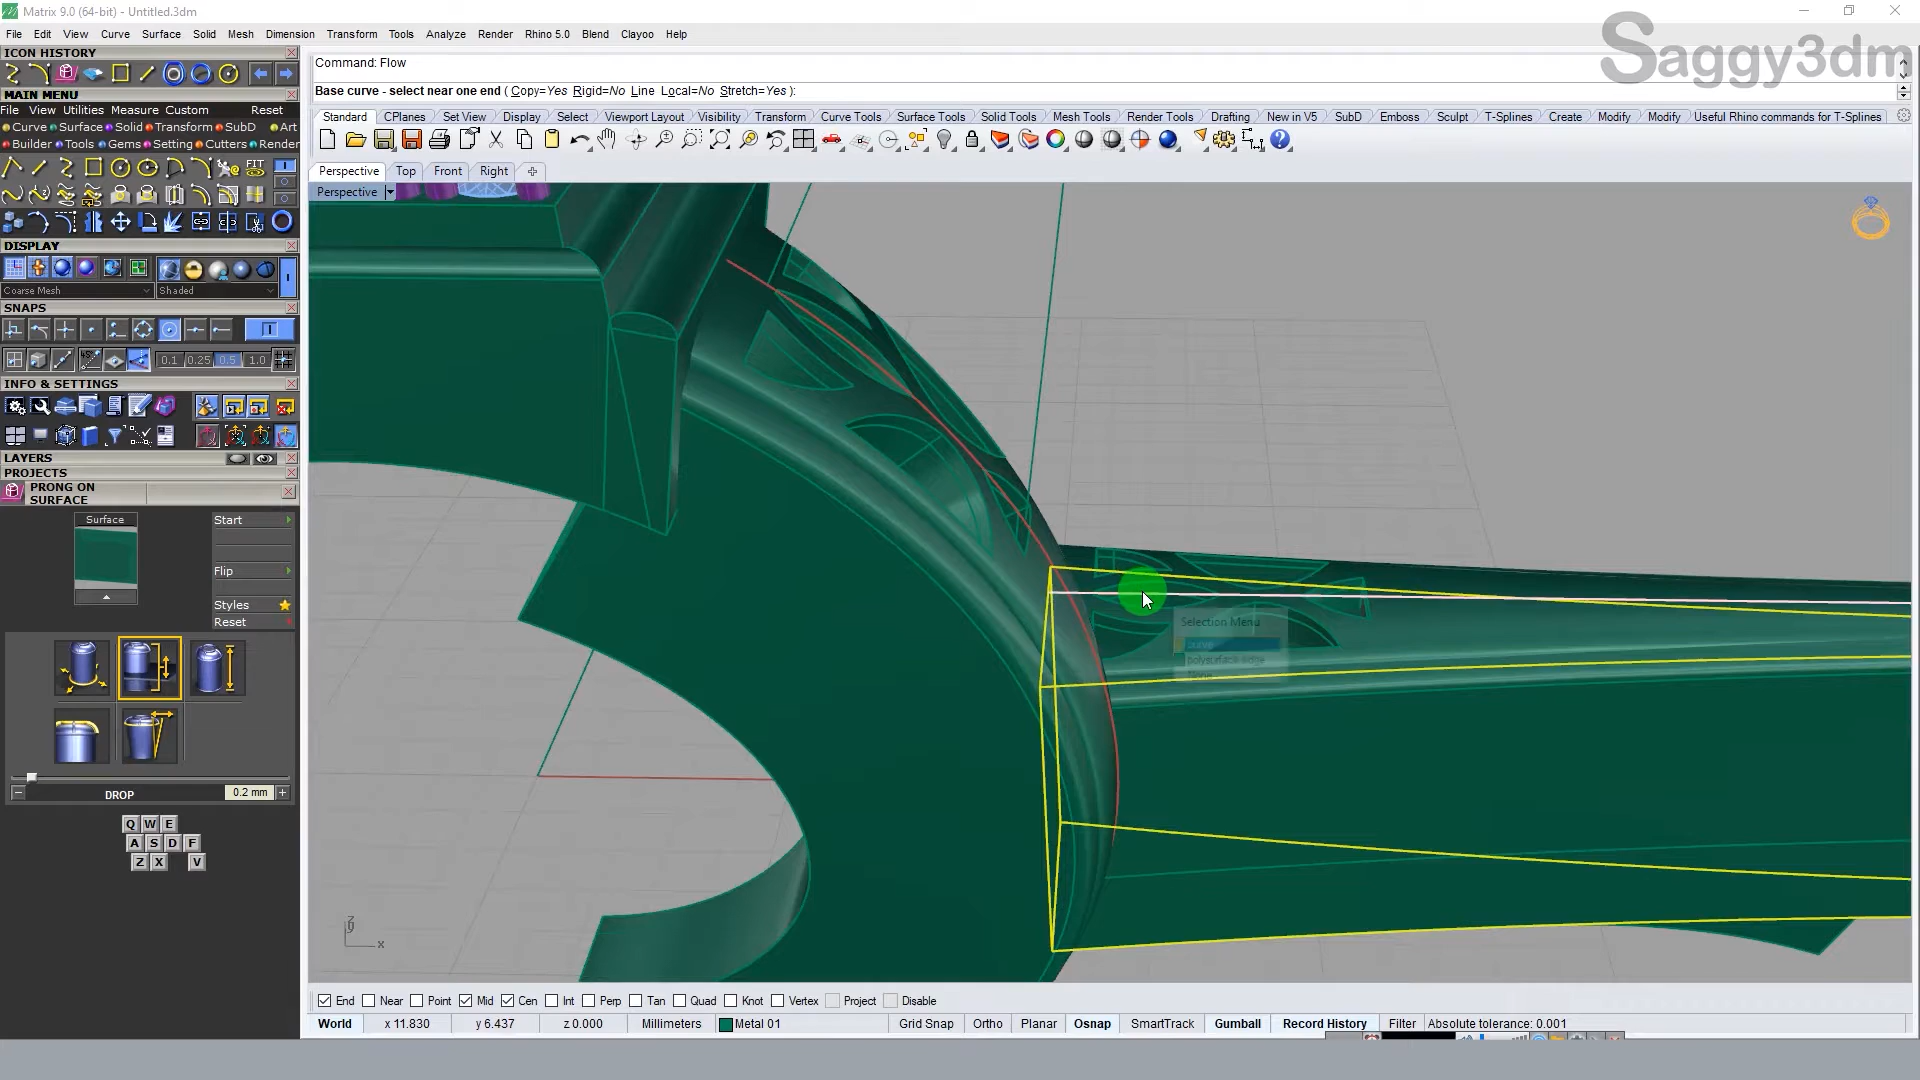 Matrix 9.0 (64-bit) - Untitled.3dm
Saggy3dm
File Edit View Curve Surface Solid Mesh Dimension Transform Tools Analyze Render Rhino 5.0 Blend Clayoo Help
ICON HISTORY
Command: Flow
Base curve - select near one end ( Copy=Yes Rigid=No Line Local=No Stretch=Yes ):
MAIN MENU
File View Utilities Measure Custom Reset
Standard CPlanes Set View Display Select Viewport Layout Visibility Transform Curve Tools Surface Tools Solid Tools Mesh Tools Render Tools Drafting New in V5 SubD Emboss Sculpt T-Splines Create Modify Modify Useful Rhino commands for T-Splines
Curve Surface Solid Transform SubD Art
Builder Tools Gems Setting Cutters Render
FIT
Perspective Top Front Right
Perspective
DISPLAY
Coarse Mesh Shaded
SNAPS
0.1 0.25 0.5 1.0
INFO & SETTINGS
LAYERS
PROJECTS
PRONG ON SURFACE
Surface
Start
Flip
Styles
Reset
DROP 0.2 mm
Q W E
A S D F
Z X V
Selection Menu
curve
polysurface edge
z
y
x
End Near Point Mid Cen Int Perp Tan Quad Knot Vertex Project Disable
World x 11.830 y 6.437 z 0.000 Millimeters Metal 01 Grid Snap Ortho Planar Osnap SmartTrack Gumball Record History Filter Absolute tolerance: 0.001